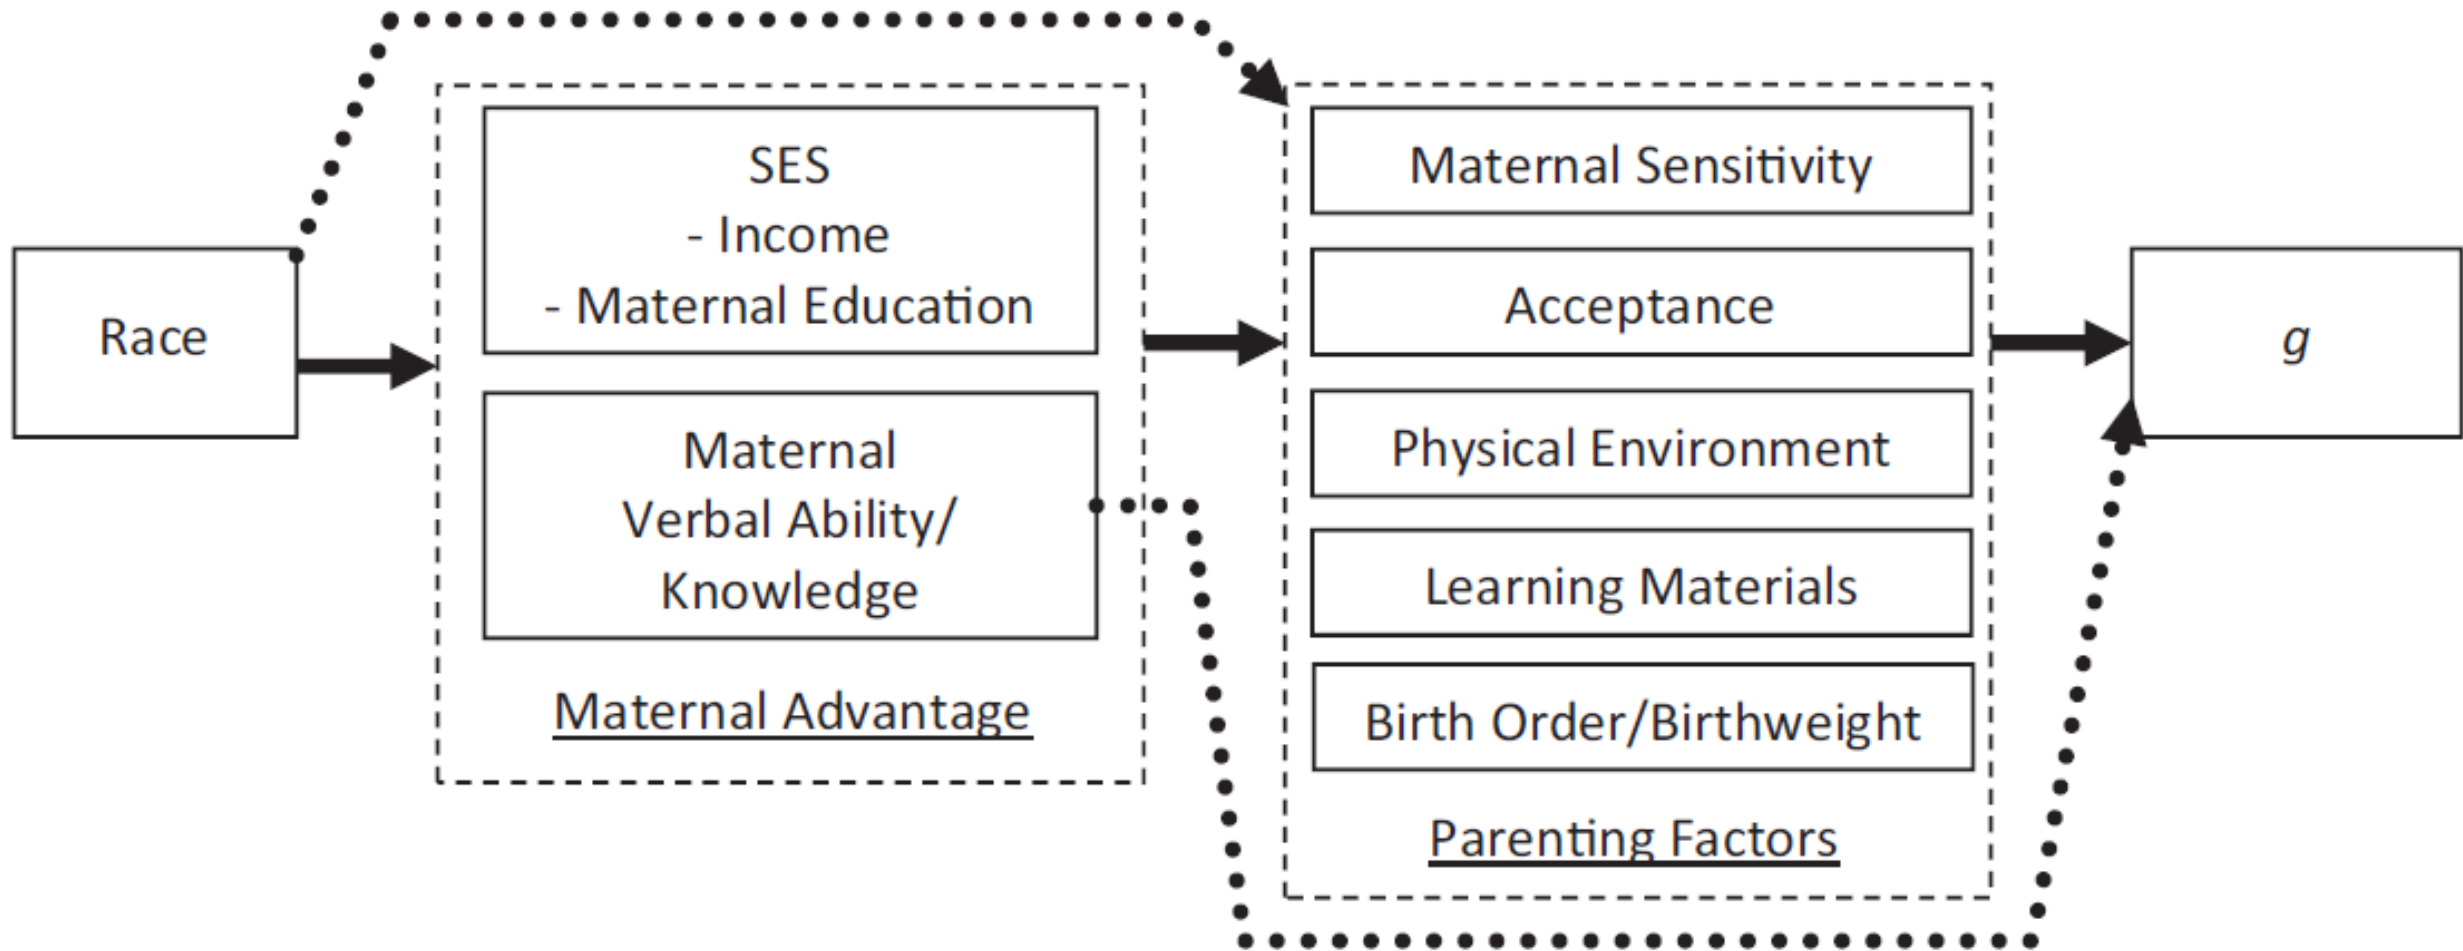 Race
SES
- Income
- Maternal Education
Maternal
Verbal Ability/
Knowledge
Maternal Advantage
Maternal Sensitivity
Acceptance
Physical Environment
Learning Materials
Birth Order/Birthweight
Parenting Factors
g